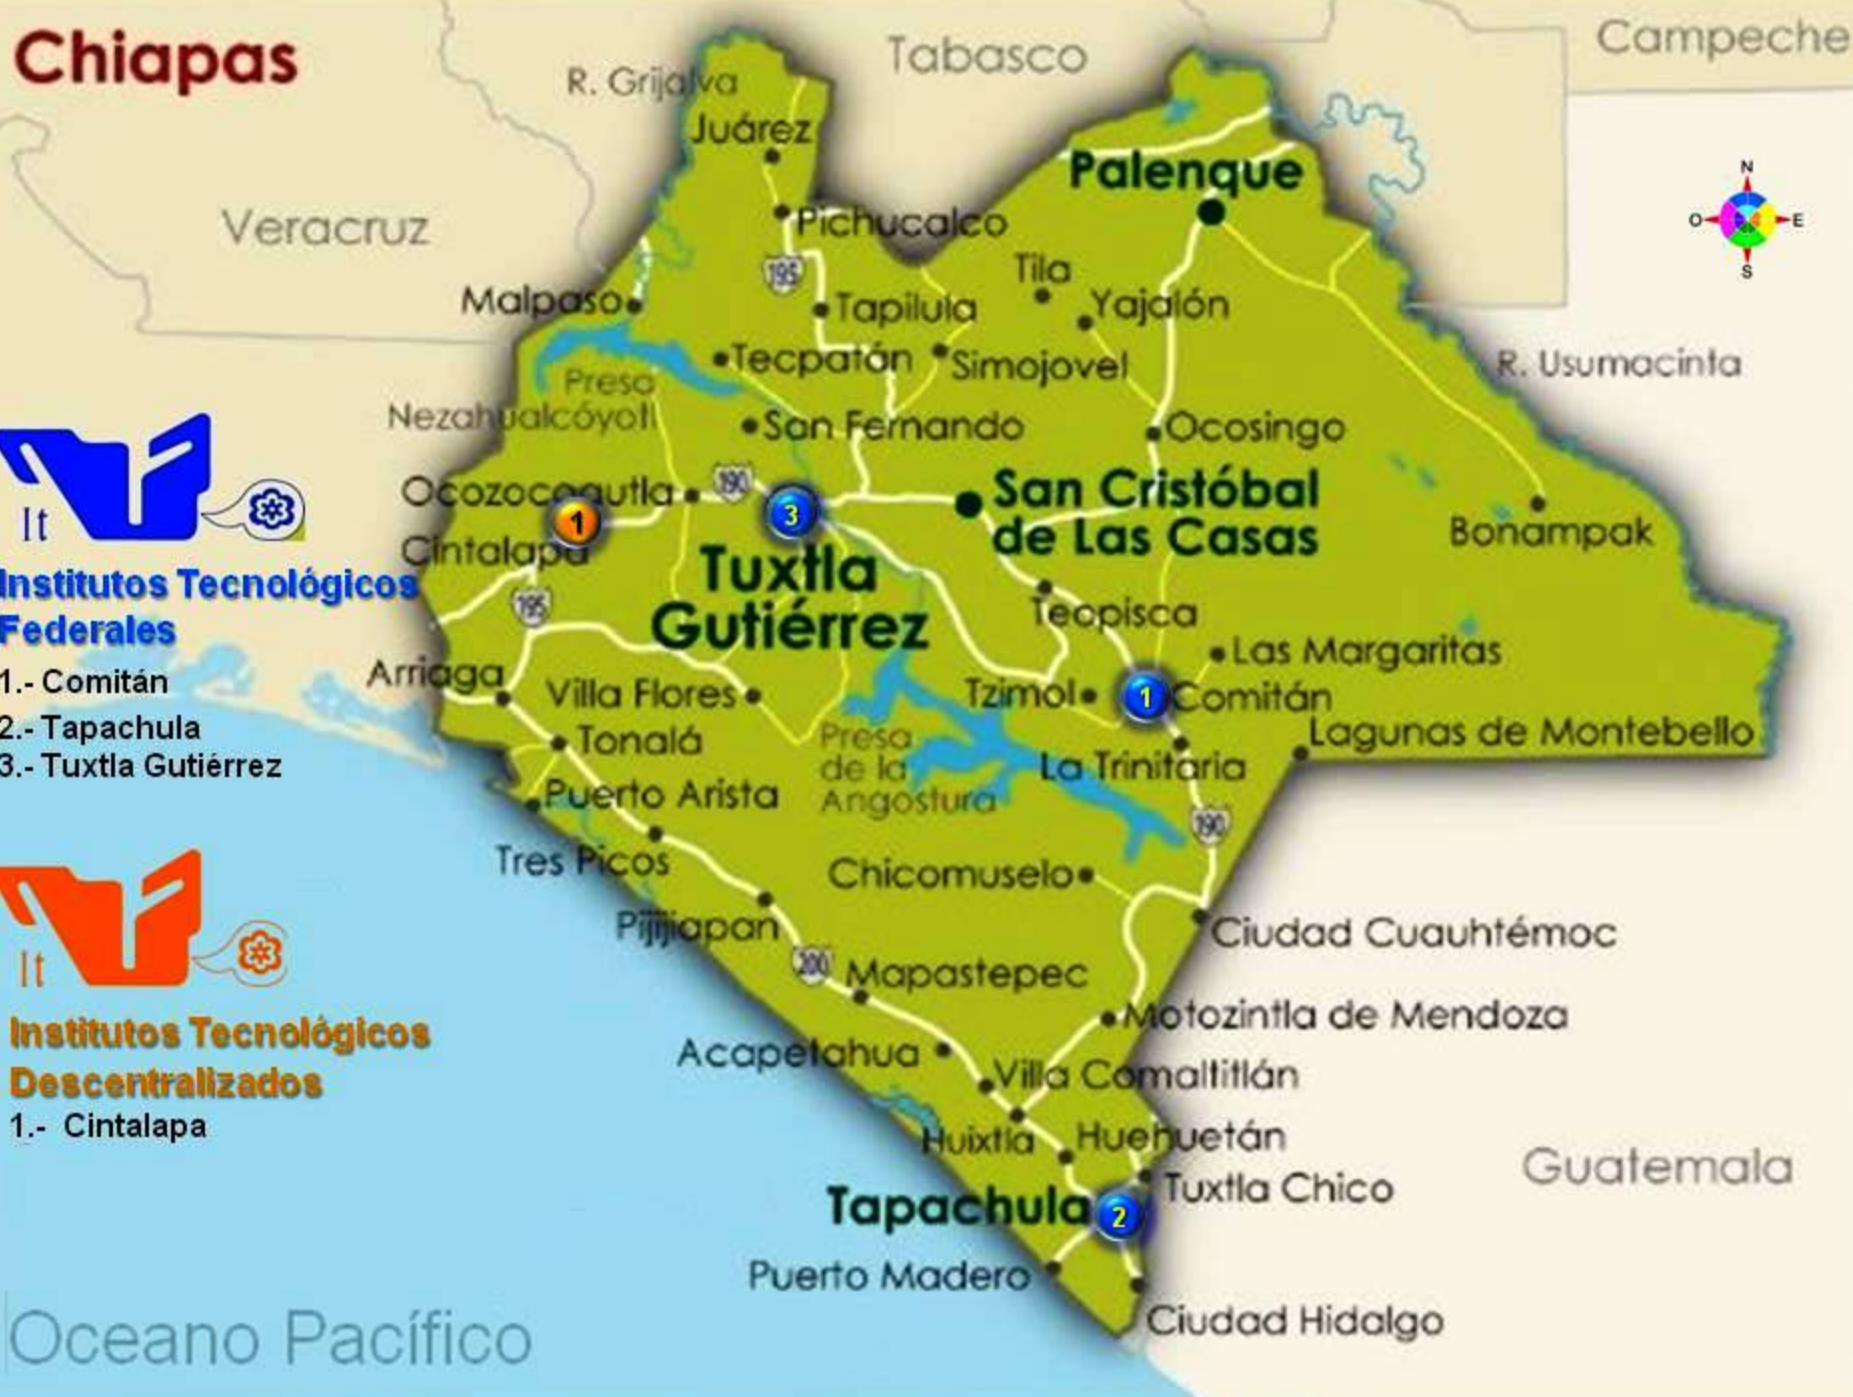 Chiapas
Tabasco
Campeche
R. Grijalva
Juárez
Palenque
N
O
E
S
Veracruz
Pichucalco
195
Tila
Malpaso
Tapilula
Yajalón
Tecpatán
Simojovel
R. Usumacinta
Presa
Nezahualcóyotl
San Fernando
Ocosingo
Ocozocoautla
190
San Cristóbal
de Las Casas
1
3
Bonampak
It
Cintalapa
Tuxtla
Gutiérrez
Institutos Tecnológicos
Federales
1.- Comitán
2.- Tapachula
3.- Tuxtla Gutiérrez
195
Teopisca
Las Margaritas
Arriaga
Villa Flores
Tzimol
1
Comitán
Tonalá
Presa
de la
Angostura
La Trinitaria
Lagunas de Montebello
Puerto Arista
190
Tres Picos
Chicomuselo
Pijijiapan
Ciudad Cuauhtémoc
200
Mapastepec
It
Institutos Tecnológicos
Descentralizados
1.- Cintalapa
Motozintla de Mendoza
Acapetahua
Villa Comaltitlán
Huixtla
Huehuetán
Guatemala
Tapachula
2
Tuxtla Chico
Puerto Madero
Ciudad Hidalgo
Oceano Pacífico